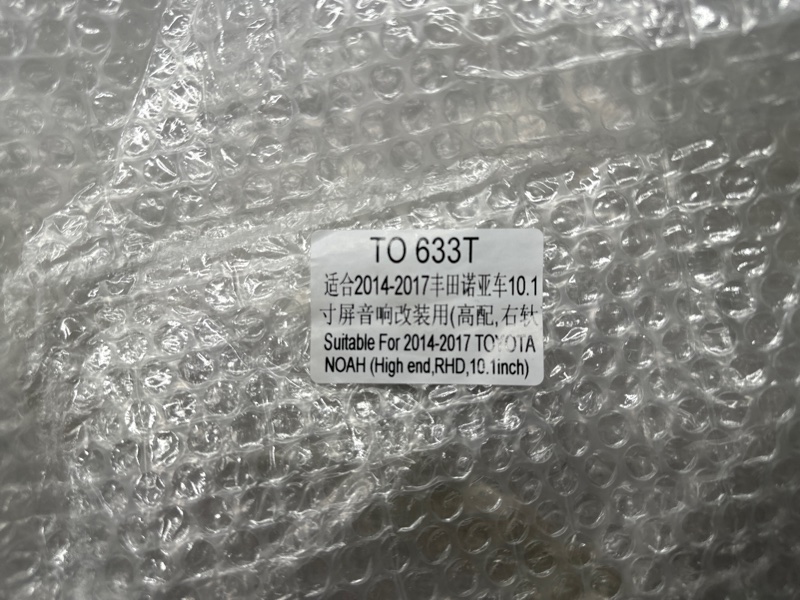 TO 633T
适合2014-2017丰田诺亚车10.1
寸屏音响改装用(高配,右钦
Suitable For 2014-2017 TOYOTA
NOAH (High end,RHD,10.1inch)